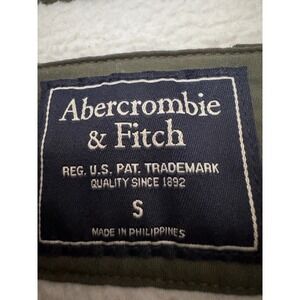 Abercrombie
& Fitch
REG. U.S. PAT. TRADEMARK
QUALITY SINCE 1892
S
MADE IN PHILIPPINES